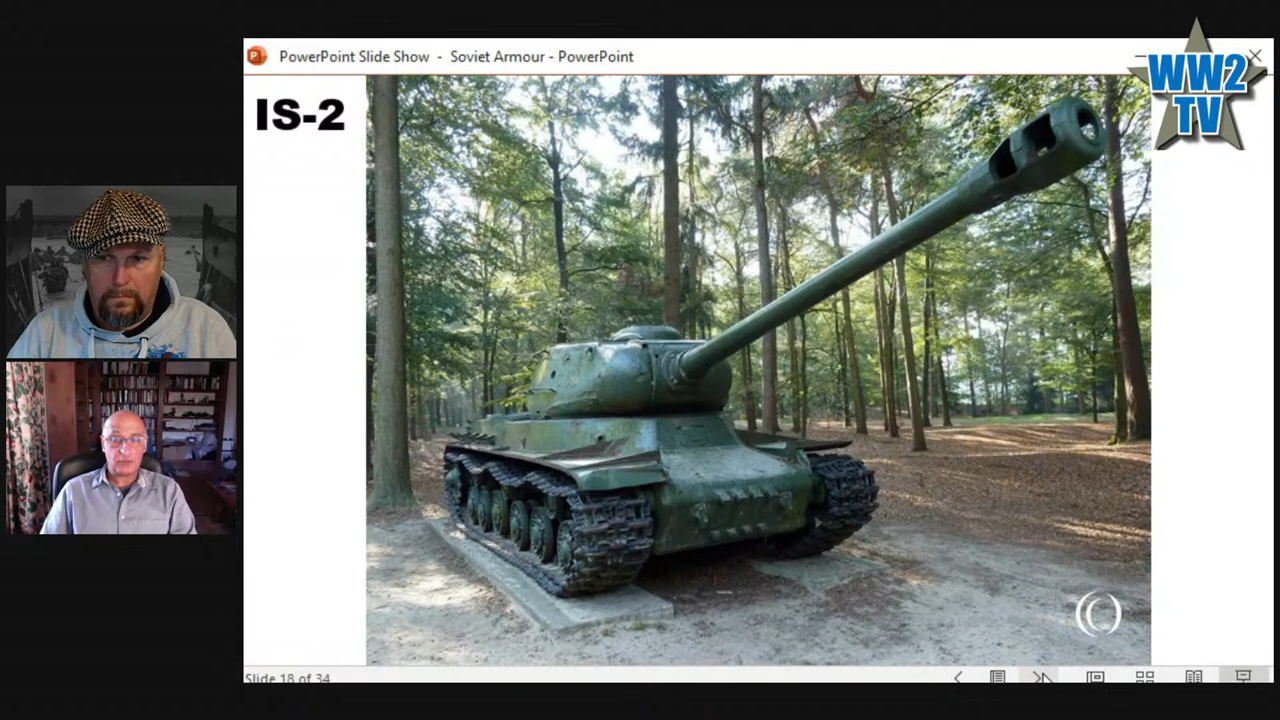 PowerPoint Slide Show - Soviet Armour - PowerPoint
WW2
TV
IS-2
Slide 18 of 34